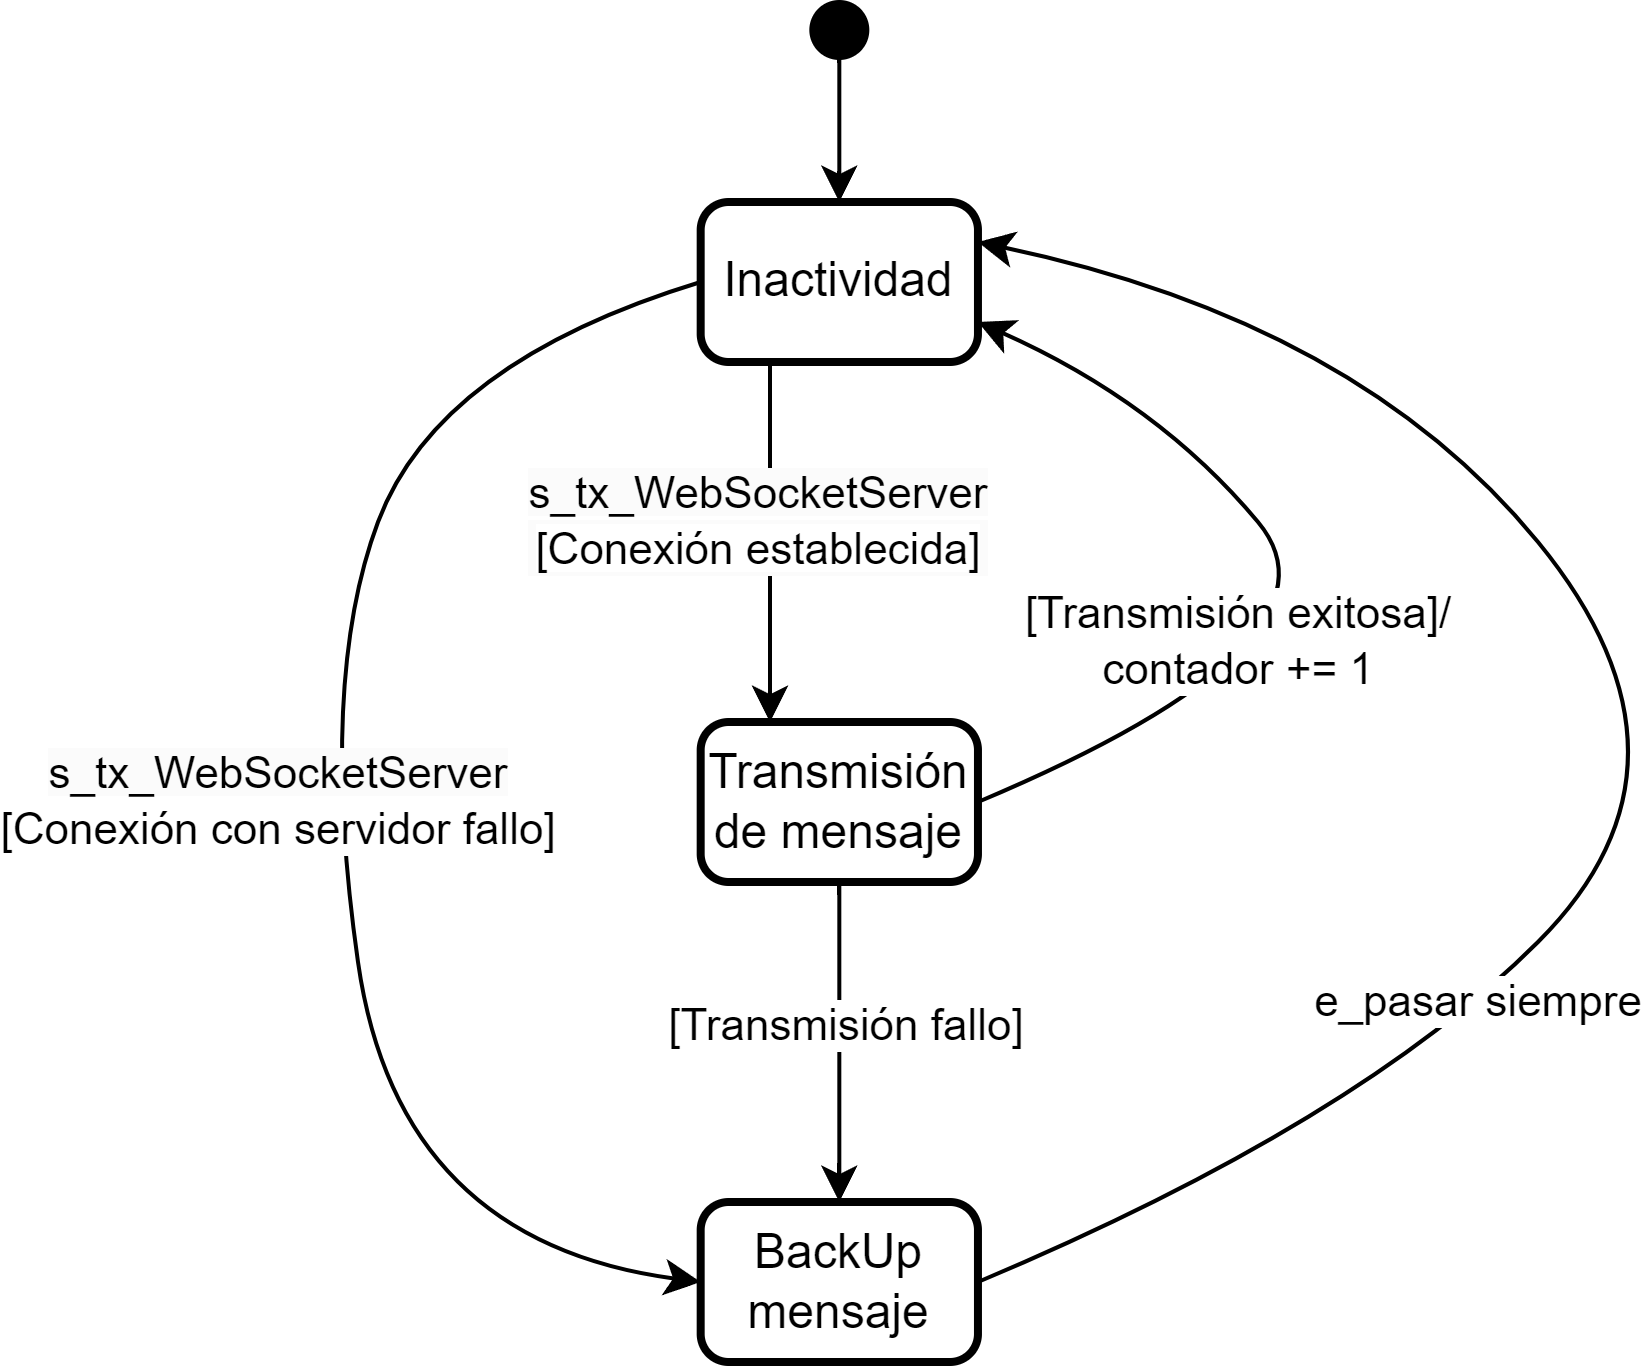 Inactividad
s_tx_WebSocketServer
[Conexión establecida]
[Transmisión exitosa]/
contador += 1
s_tx_WebSocketServer
[Conexión con servidor fallo]
Transmisión
de mensaje
[Transmisión fallo]
e_pasar siempre
BackUp
mensaje